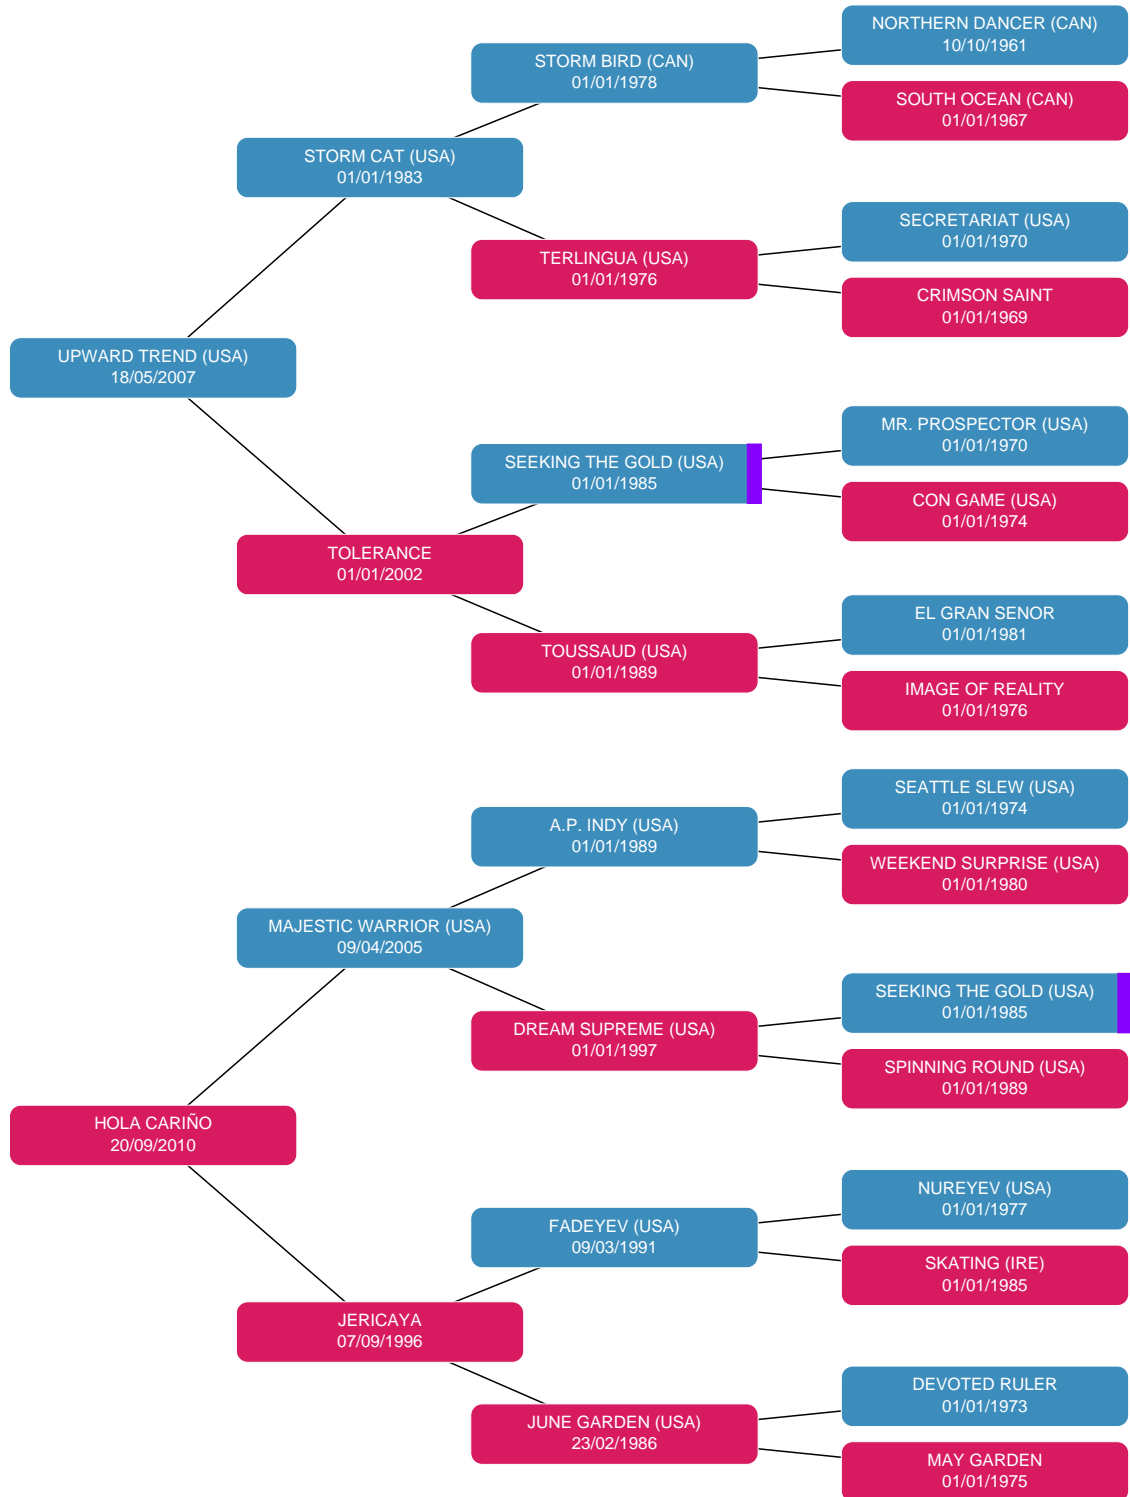 NORTHERN DANCER (CAN)
10/10/1961
STORM BIRD (CAN)
01/01/1978
SOUTH OCEAN (CAN)
01/01/1967
STORM CAT (USA)
01/01/1983
SECRETARIAT (USA)
01/01/1970
TERLINGUA (USA)
01/01/1976
CRIMSON SAINT
01/01/1969
UPWARD TREND (USA)
18/05/2007
MR. PROSPECTOR (USA)
01/01/1970
SEEKING THE GOLD (USA)
01/01/1985
CON GAME (USA)
01/01/1974
TOLERANCE
01/01/2002
EL GRAN SENOR
01/01/1981
TOUSSAUD (USA)
01/01/1989
IMAGE OF REALITY
01/01/1976
SEATTLE SLEW (USA)
01/01/1974
A.P. INDY (USA)
01/01/1989
WEEKEND SURPRISE (USA)
01/01/1980
MAJESTIC WARRIOR (USA)
09/04/2005
SEEKING THE GOLD (USA)
01/01/1985
DREAM SUPREME (USA)
01/01/1997
SPINNING ROUND (USA)
01/01/1989
HOLA CARIÑO
20/09/2010
NUREYEV (USA)
01/01/1977
FADEYEV (USA)
09/03/1991
SKATING (IRE)
01/01/1985
JERICAYA
07/09/1996
DEVOTED RULER
01/01/1973
JUNE GARDEN (USA)
23/02/1986
MAY GARDEN
01/01/1975